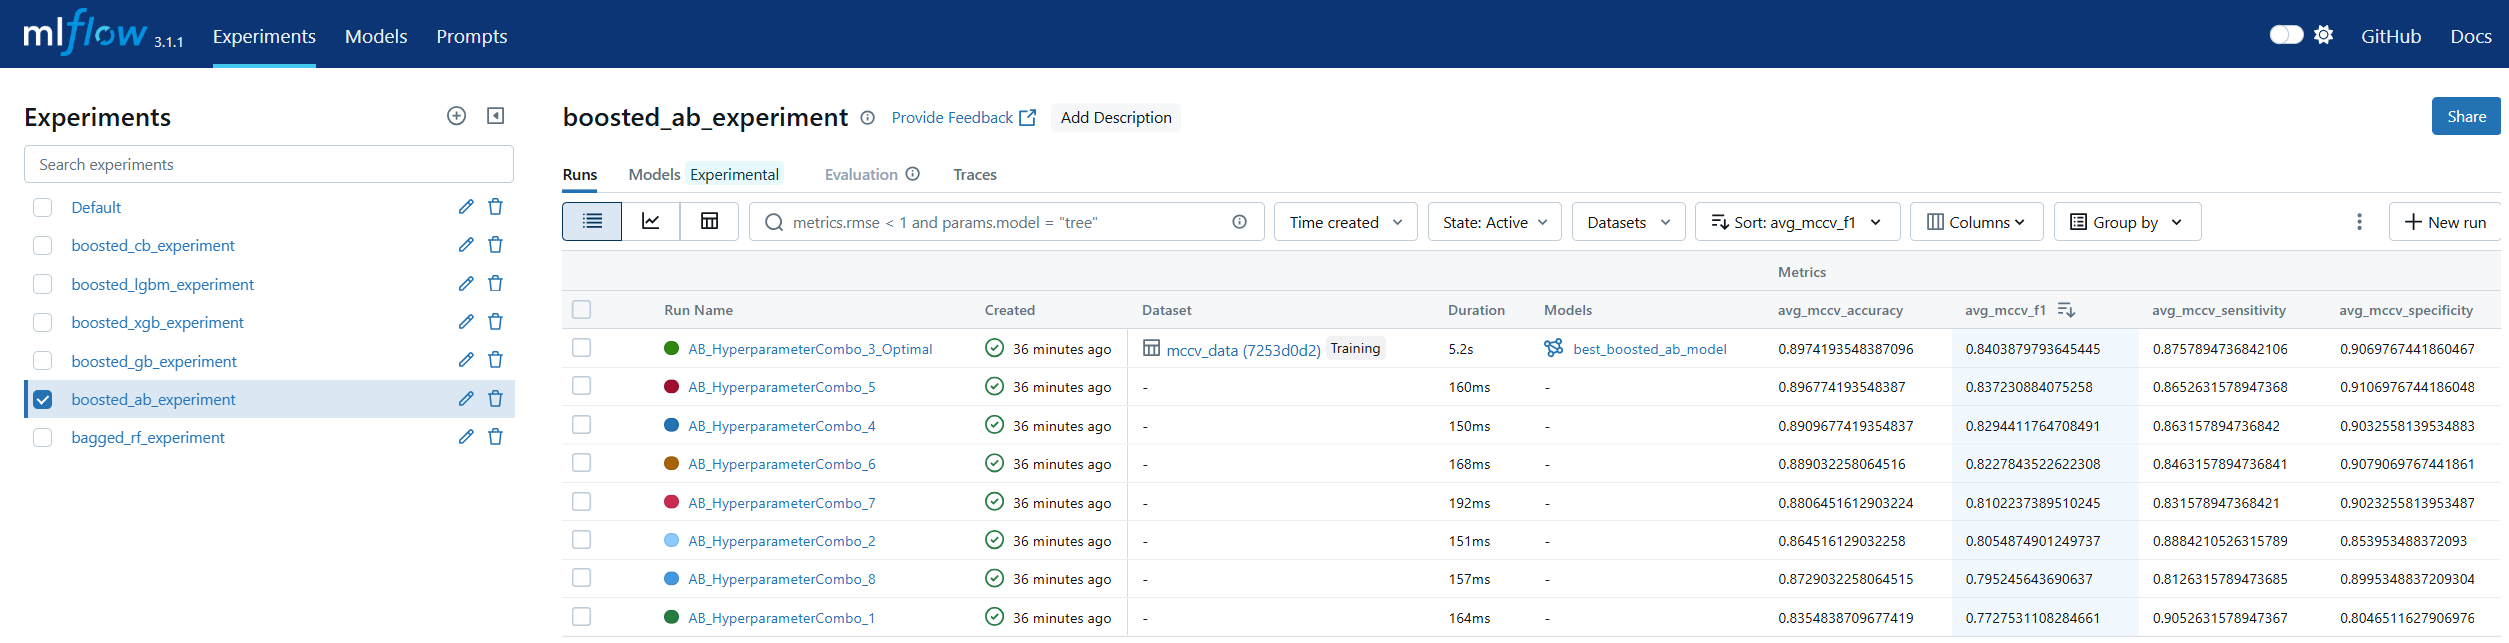 mlflow 3.1.1 Experiments Models Prompts GitHub Docs
Experiments
Search experiments
Default
boosted_cb_experiment
boosted_lgbm_experiment
boosted_xgb_experiment
boosted_gb_experiment
boosted_ab_experiment
bagged_rf_experiment
boosted_ab_experiment Provide Feedback Add Description Share
Runs Models Experimental Evaluation Traces
metrics.rmse < 1 and params.model = "tree" Time created State: Active Datasets Sort: avg_mccv_f1 Columns Group by New run
Metrics
Run Name Created Dataset Duration Models avg_mccv_accuracy avg_mccv_f1 avg_mccv_sensitivity avg_mccv_specificity
AB_HyperparameterCombo_3_Optimal 36 minutes ago mccv_data (7253d0d2) Training 5.2s best_boosted_ab_model 0.8974193548387096 0.8403879793645445 0.8757894736842106 0.9069767441860467
AB_HyperparameterCombo_5 36 minutes ago - 160ms - 0.896774193548387 0.837230884075258 0.8652631578947368 0.9106976744186048
AB_HyperparameterCombo_4 36 minutes ago - 150ms - 0.8909677419354837 0.8294411764708491 0.863157894736842 0.9032558139534883
AB_HyperparameterCombo_6 36 minutes ago - 168ms - 0.889032258064516 0.8227843522622308 0.8463157894736841 0.9079069767441861
AB_HyperparameterCombo_7 36 minutes ago - 192ms - 0.8806451612903224 0.8102237389510245 0.831578947368421 0.9023255813953487
AB_HyperparameterCombo_2 36 minutes ago - 151ms - 0.864516129032258 0.8054874901249737 0.8884210526315789 0.853953488372093
AB_HyperparameterCombo_8 36 minutes ago - 157ms - 0.8729032258064515 0.795245643690637 0.8126315789473685 0.8995348837209304
AB_HyperparameterCombo_1 36 minutes ago - 164ms - 0.8354838709677419 0.7727531108284661 0.9052631578947367 0.8046511627906976